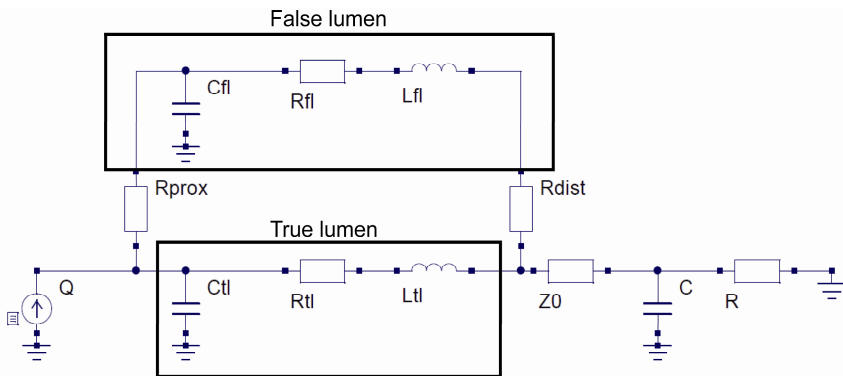 False lumen
Cfl
Rfl
Lfl
Rprox
Rdist
True lumen
Q
Ctl
Rtl
Ltl
Z0
C
R